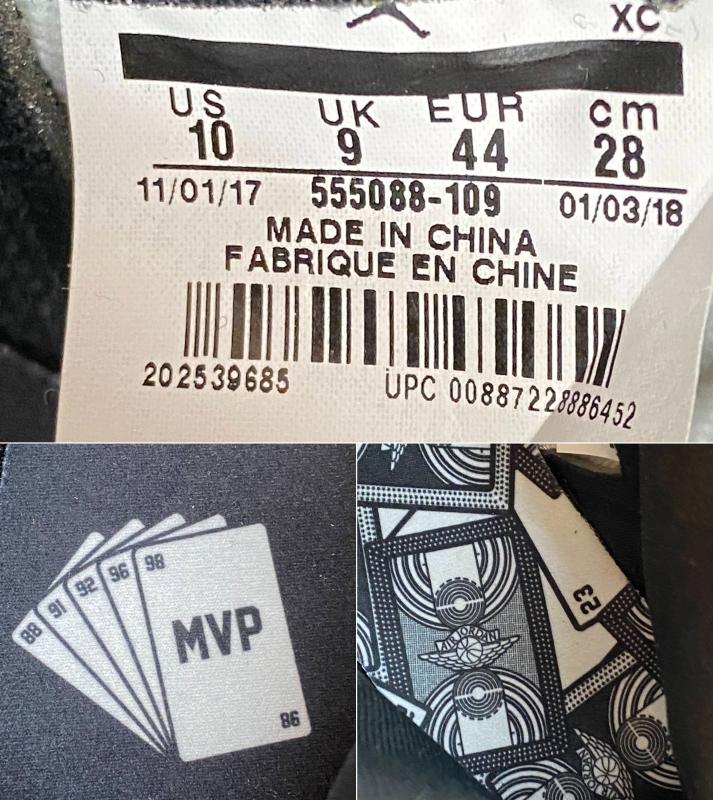 XC
US UK EUR cm
10 9 44 28
11/01/17 555088-109 01/03/18
MADE IN CHINA
FABRIQUE EN CHINE
202539685 UPC 00887228886452
88 91 92 96 98
MVP
98
23
AIR JORDAN